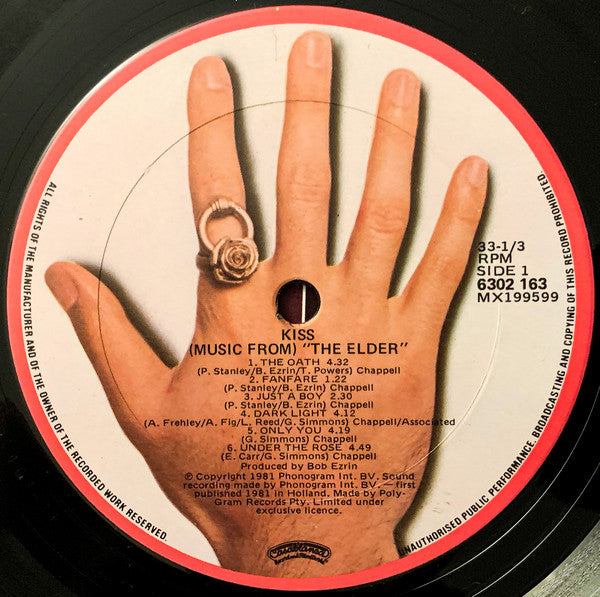 33-1/3
RPM
SIDE 1
6302 163
MX199599
KISS
(MUSIC FROM) "THE ELDER"
1. THE OATH 4.32
(P. Stanley/B. Ezrin/T. Powers) Chappell
2. FANFARE 1.22
(P. Stanley/B. Ezrin) Chappell
3. JUST A BOY 2.30
(P. Stanley/B. Ezrin) Chappell
4. DARK LIGHT 4.12
(A. Frehley/A. Fig/L. Reed/G. Simmons) Chappell/Associated
5. ONLY YOU 4.19
(G. Simmons) Chappell
6. UNDER THE ROSE 4.49
(E. Carr/G. Simmons) Chappell
Produced by Bob Ezrin
℗ Copyright 1981 Phonogram Int. BV. Sound
recording made by Phonogram Int. BV. — first
published 1981 in Holland. Made by Poly-
Gram Records Pty. Limited under
exclusive licence.
Casablanca
ALL RIGHTS OF THE MANUFACTURER AND OF THE OWNER OF THE RECORDED WORK RESERVED.
UNAUTHORISED PUBLIC PERFORMANCE, BROADCASTING AND COPYING OF THIS RECORD PROHIBITED.